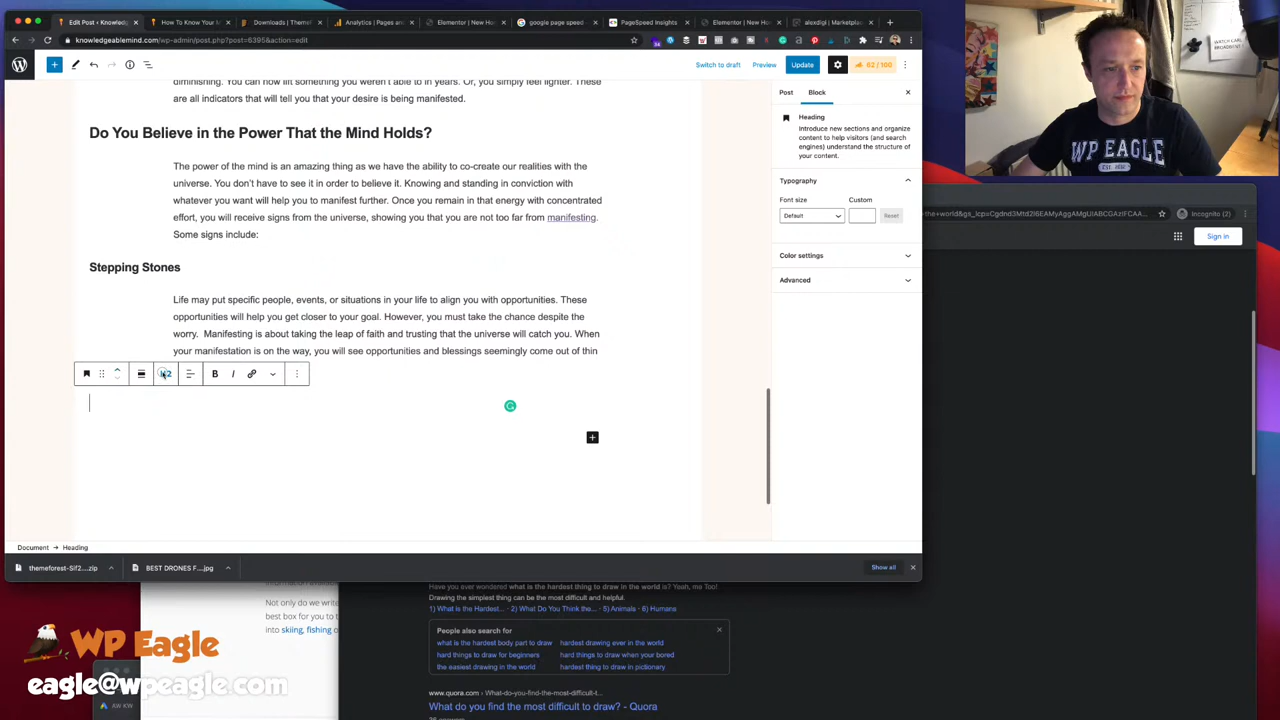 Edit Post ‹ Knowledg
How To Know Your M
Downloads | ThemeF
Analytics | Pages and
Elementor | New Hom
google page speed
PageSpeed Insights
Elementor | New Hom
alexdigi | Marketplac
knowledgeablemind.com/wp-admin/post.php?post=6395&action=edit
WATCH CARL
Switch to draft
Preview
Update
62 / 100
diminishing. You can now lift something you weren't able to in years. Or, you simply feel lighter. These
are all indicators that will tell you that your desire is being manifested.
Post
Block
Heading
Introduce new sections and organize
content to help visitors (and search
engines) understand the structure of
your content.
WP EAGLE
Do You Believe in the Power That the Mind Holds?
The power of the mind is an amazing thing as we have the ability to co-create our realities with the
universe. You don't have to see it in order to believe it. Knowing and standing in conviction with
whatever you want will help you to manifest further. Once you remain in that energy with concentrated
effort, you will receive signs from the universe, showing you that you are not too far from manifesting.
Some signs include:
Typography
Font size
Custom
Default
Reset
Incognito (2)
Sign in
Color settings
Advanced
Stepping Stones
Life may put specific people, events, or situations in your life to align you with opportunities. These
opportunities will help you get closer to your goal. However, you must take the chance despite the
worry. Manifesting is about taking the leap of faith and trusting that the universe will catch you. When
your manifestation is on the way, you will see opportunities and blessings seemingly come out of thin
H2
B
I
Document → Heading
themeforest-Sif2....zip
BEST DRONES F....jpg
Show all
Not only do we write
best box for you to t
into skiing, fishing o
Have you ever wondered what is the hardest thing to draw in the world is? Yeah, me Too!
Drawing the simplest thing can be the most difficult and helpful.
1) What is the Hardest... · 2) What Do You Think the... · 5) Animals · 6) Humans
People also search for
what is the hardest body part to draw
hardest drawing ever in the world
hard things to draw for beginners
hard things to draw when your bored
the easiest drawing in the world
hardest thing to draw in pictionary
www.quora.com › What-do-you-find-the-most-difficult-t...
What do you find the most difficult to draw? - Quora
WP Eagle
eagle@wpeagle.com
AW KW